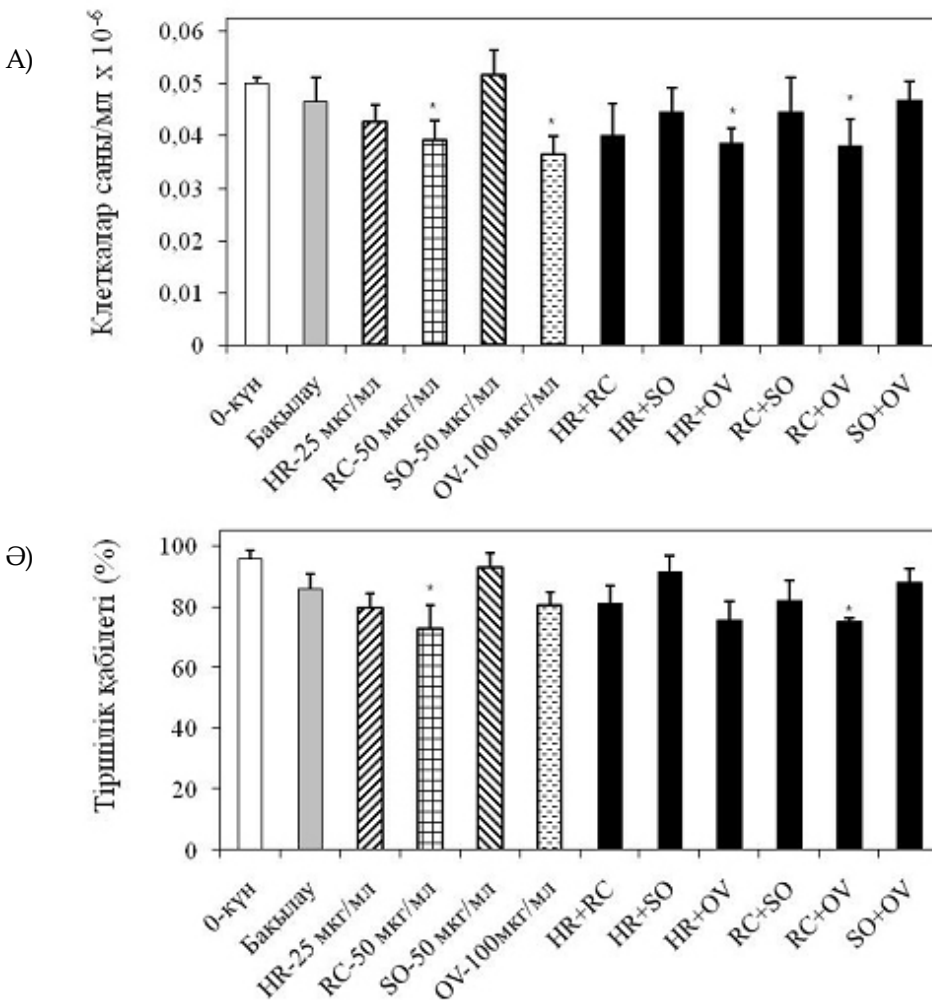 А)
Клеткалар саны/мл х 10⁻⁶
0,06
0,05
0,04
0,03
0,02
0,01
0
* * * *
0-күн
Бакылау
HR-25 мкг/мл
RC-50 мкг/мл
SO-50 мкг/мл
OV-100 мкг/мл
HR+RC
HR+SO
HR+OV
RC+SO
RC+OV
SO+OV
Ә)
Тіршілік қабілеті (%)
100
80
60
40
20
0
* *
0-күн
Бакылау
HR-25 мкг/мл
RC-50 мкг/мл
SO-50 мкг/мл
OV-100мкг/мл
HR+RC
HR+SO
HR+OV
RC+SO
RC+OV
SO+OV